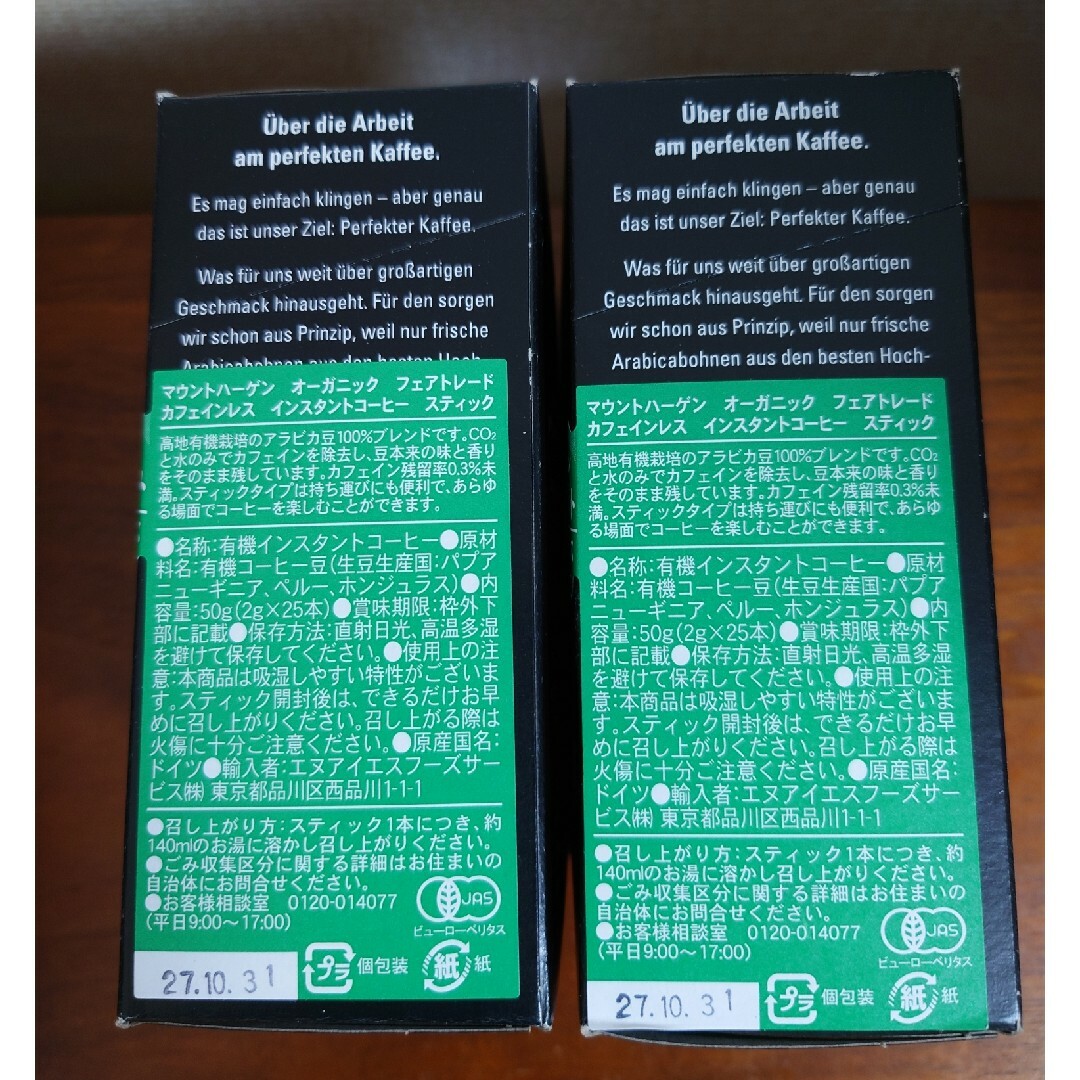 Über die Arbeit
am perfekten Kaffee.
Es mag einfach klingen – aber genau
das ist unser Ziel: Perfekter Kaffee.
Was für uns weit über großartigen
Geschmack hinausgeht. Für den sorgen
wir schon aus Prinzip, weil nur frische
Arabicabohnen aus den besten Hoch-
マウントハーゲン オーガニック フェアトレード
カフェインレス インスタントコーヒー スティック
高地有機栽培のアラビカ豆100%ブレンドです。CO₂
と水のみでカフェインを除去し、豆本来の味と香り
をそのまま残しています。カフェイン残留率0.3%未
満。スティックタイプは持ち運びにも便利で、あらゆ
る場面でコーヒーを楽しむことができます。
●名称:有機インスタントコーヒー●原材
料名:有機コーヒー豆(生豆生産国:パプア
ニューギニア、ペルー、ホンジュラス)●内
容量:50g(2g×25本)●賞味期限:枠外下
部に記載●保存方法:直射日光、高温多湿
を避けて保存してください。●使用上の注
意:本商品は吸湿しやすい特性がございま
す。スティック開封後は、できるだけお早
めに召し上がりください。召し上がる際は
火傷に十分ご注意ください。●原産国名:
ドイツ●輸入者:エヌアイエスフーズサー
ビス㈱ 東京都品川区西品川1-1-1
●召し上がり方:スティック1本につき、約
140mlのお湯に溶かし召し上がりください。
●ごみ収集区分に関する詳細はお住まいの
自治体にお問合せください。
●お客様相談室 0120-014077
(平日9:00～17:00)
JAS
ビューローベリタス
27.10.31
プラ 個包装 紙 紙
Über die Arbeit
am perfekten Kaffee.
Es mag einfach klingen – aber genau
das ist unser Ziel: Perfekter Kaffee.
Was für uns weit über großartigen
Geschmack hinausgeht. Für den sorgen
wir schon aus Prinzip, weil nur frische
Arabicabohnen aus den besten Hoch-
マウントハーゲン オーガニック フェアトレード
カフェインレス インスタントコーヒー スティック
高地有機栽培のアラビカ豆100%ブレンドです。CO₂
と水のみでカフェインを除去し、豆本来の味と香り
をそのまま残しています。カフェイン残留率0.3%未
満。スティックタイプは持ち運びにも便利で、あらゆ
る場面でコーヒーを楽しむことができます。
●名称:有機インスタントコーヒー●原材
料名:有機コーヒー豆(生豆生産国:パプア
ニューギニア、ペルー、ホンジュラス)●内
容量:50g(2g×25本)●賞味期限:枠外下
部に記載●保存方法:直射日光、高温多湿
を避けて保存してください。●使用上の注
意:本商品は吸湿しやすい特性がございま
す。スティック開封後は、できるだけお早
めに召し上がりください。召し上がる際は
火傷に十分ご注意ください。●原産国名:
ドイツ●輸入者:エヌアイエスフーズサー
ビス㈱ 東京都品川区西品川1-1-1
●召し上がり方:スティック1本につき、約
140mlのお湯に溶かし召し上がりください。
●ごみ収集区分に関する詳細はお住まいの
自治体にお問合せください。
●お客様相談室 0120-014077
(平日9:00～17:00)
JAS
ビューローベリタス
27.10.31
プラ 個包装 紙 紙